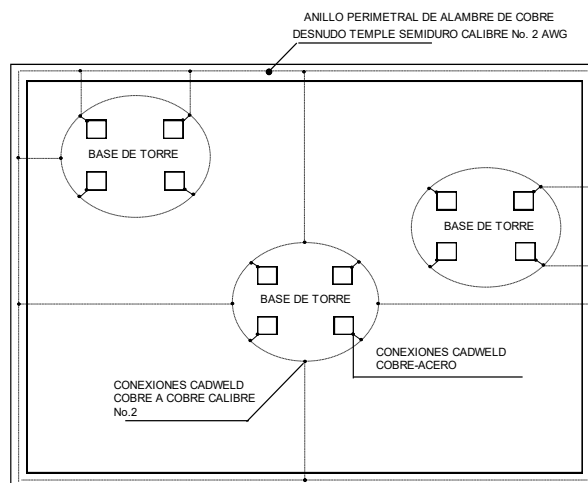 ANILLO PERIMETRAL DE ALAMBRE DE COBRE
DESNUDO TEMPLE SEMIDURO CALIBRE No. 2 AWG
BASE DE TORRE
BASE DE TORRE
BASE DE TORRE
CONEXIONES CADWELD
COBRE-ACERO
CONEXIONES CADWELD
COBRE A COBRE CALIBRE
No.2